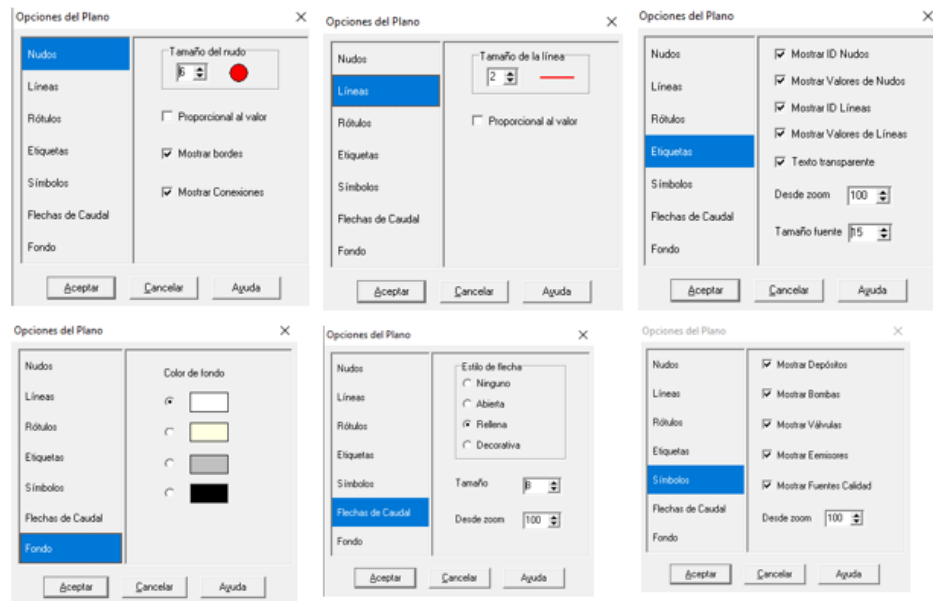 Opciones del Plano
Nudos
Líneas
Rótulos
Etiquetas
Símbolos
Flechas de Caudal
Fondo
Tamaño del nudo
6
Proporcional al valor
Mostrar bordes
Mostrar Conexiones
Aceptar
Cancelar
Ayuda
Opciones del Plano
Nudos
Líneas
Rótulos
Etiquetas
Símbolos
Flechas de Caudal
Fondo
Tamaño de la línea
2
Proporcional al valor
Aceptar
Cancelar
Ayuda
Opciones del Plano
Nudos
Líneas
Rótulos
Etiquetas
Símbolos
Flechas de Caudal
Fondo
Mostrar ID Nudos
Mostrar Valores de Nudos
Mostrar ID Líneas
Mostrar Valores de Líneas
Texto transparente
Desde zoom 100
Tamaño fuente 15
Aceptar
Cancelar
Ayuda
Opciones del Plano
Nudos
Líneas
Rótulos
Etiquetas
Símbolos
Flechas de Caudal
Fondo
Color de fondo
Aceptar
Cancelar
Ayuda
Opciones del Plano
Nudos
Líneas
Rótulos
Etiquetas
Símbolos
Flechas de Caudal
Fondo
Estilo de flecha
Ninguno
Abierta
Rellena
Decorativa
Tamaño 8
Desde zoom 100
Aceptar
Cancelar
Ayuda
Opciones del Plano
Nudos
Líneas
Rótulos
Etiquetas
Símbolos
Flechas de Caudal
Fondo
Mostrar Depósitos
Mostrar Bombas
Mostrar Válvulas
Mostrar Eemisores
Mostrar Fuentes Calidad
Desde zoom 100
Aceptar
Cancelar
Ayuda